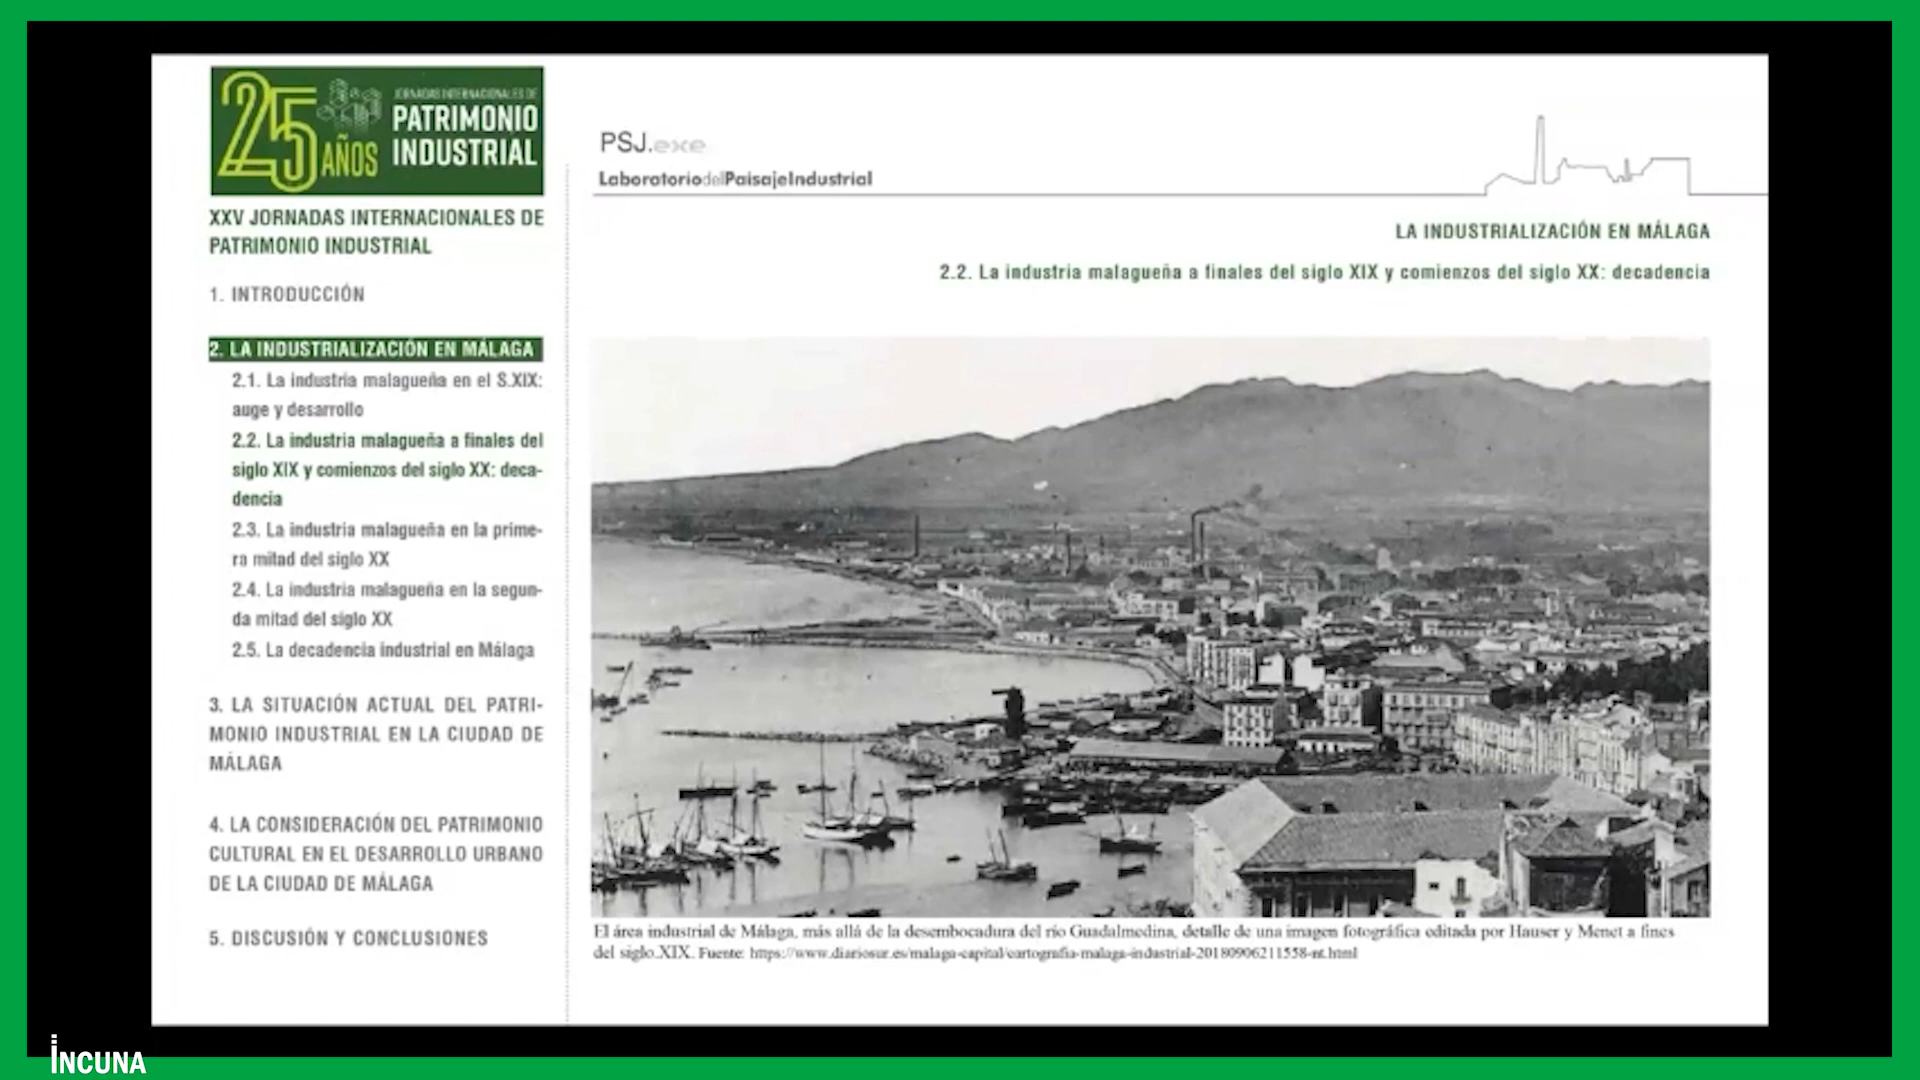 25 AÑOS
JORNADAS INTERNACIONALES DE
PATRIMONIO
INDUSTRIAL
XXV JORNADAS INTERNACIONALES DE
PATRIMONIO INDUSTRIAL
1. INTRODUCCIÓN
2. LA INDUSTRIALIZACIÓN EN MÁLAGA
2.1. La industria malagueña en el S.XIX:
auge y desarrollo
2.2. La industria malagueña a finales del
siglo XIX y comienzos del siglo XX: deca-
dencia
2.3. La industria malagueña en la prime-
ra mitad del siglo XX
2.4. La industria malagueña en la segun-
da mitad del siglo XX
2.5. La decadencia industrial en Málaga
3. LA SITUACIÓN ACTUAL DEL PATRI-
MONIO INDUSTRIAL EN LA CIUDAD DE
MÁLAGA
4. LA CONSIDERACIÓN DEL PATRIMONIO
CULTURAL EN EL DESARROLLO URBANO
DE LA CIUDAD DE MÁLAGA
5. DISCUSIÓN Y CONCLUSIONES
PSJ.exe
LaboratoriodelPaisajeIndustrial
LA INDUSTRIALIZACIÓN EN MÁLAGA
2.2. La industria malagueña a finales del siglo XIX y comienzos del siglo XX: decadencia
El área industrial de Málaga, más allá de la desembocadura del río Guadalmedina, detalle de una imagen fotográfica editada por Hauser y Menet a fines
del siglo XIX. Fuente: https://www.diariosur.es/malaga-capital/cartografia-malaga-industrial-20180906211558-nt.html
INCUNA